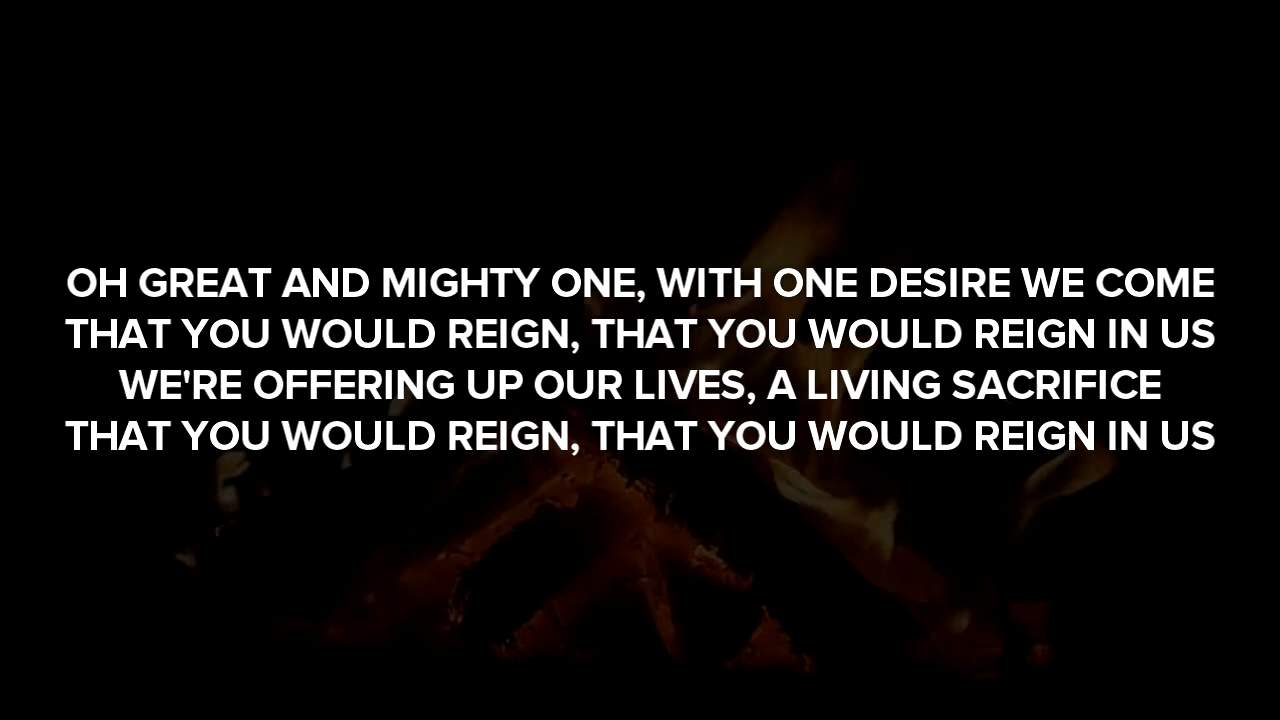 OH GREAT AND MIGHTY ONE, WITH ONE DESIRE WE COME
THAT YOU WOULD REIGN, THAT YOU WOULD REIGN IN US
WE'RE OFFERING UP OUR LIVES, A LIVING SACRIFICE
THAT YOU WOULD REIGN, THAT YOU WOULD REIGN IN US